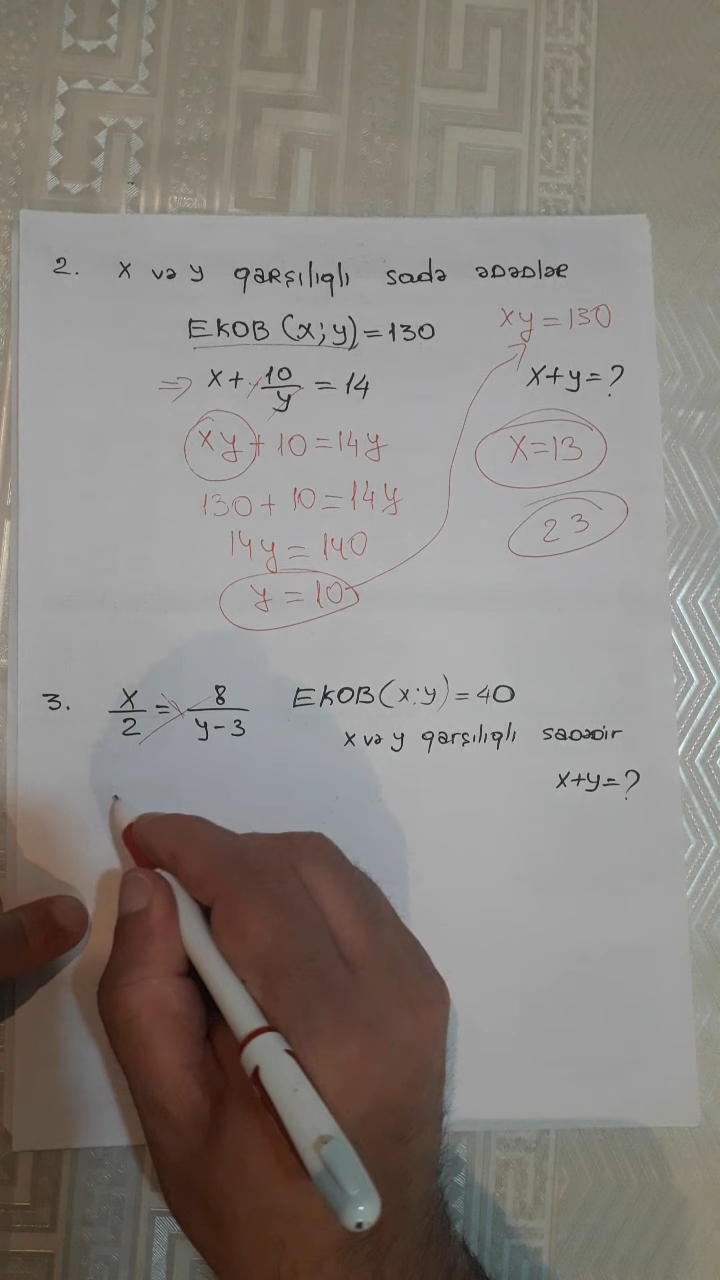 2. x və y qarşılıqlı sadə ədədlər
EKOB (x; y) = 130
xy = 130
=> x + 10/y = 14
x+y=?
xy + 10 = 14y
x=13
130 + 10 = 14y
23
14y = 140
y = 10
3. x/2 = 8/(y-3) EKOB(x:y) = 40
x və y qarşılıqlı sadədir
x+y=?